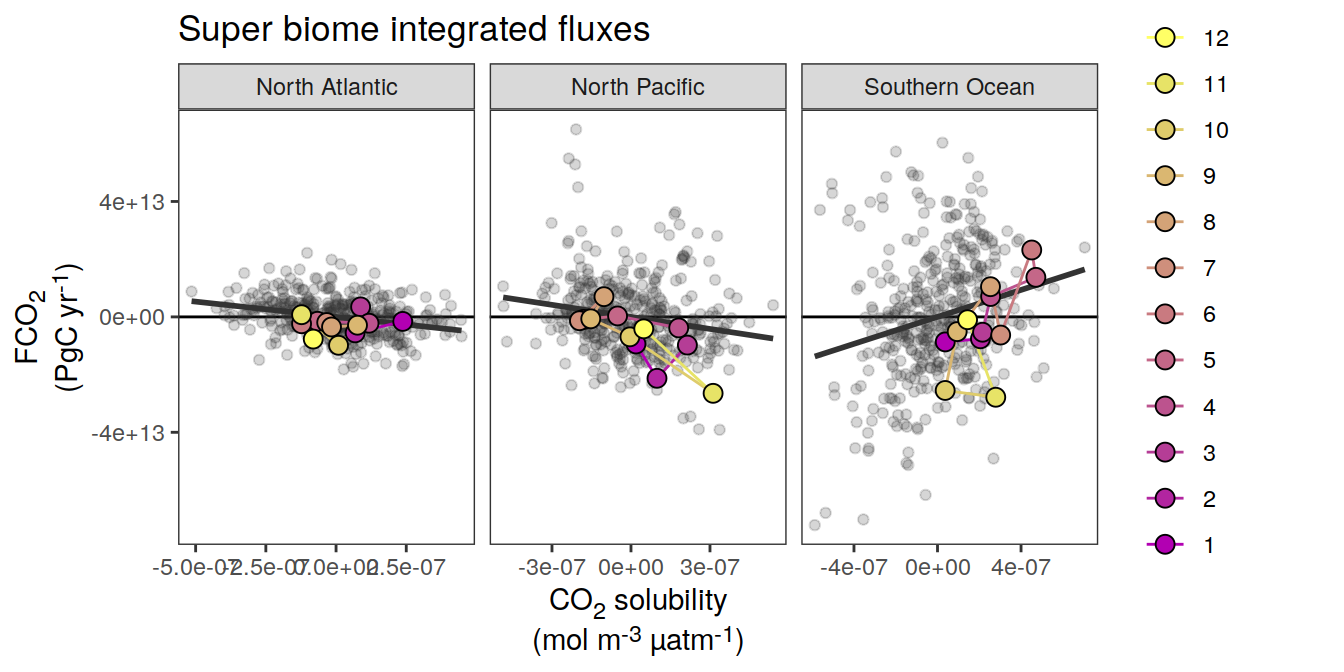 Super biome integrated fluxes
North Atlantic
North Pacific
Southern Ocean
FCO2
(PgC yr-1)
4e+13
0e+00
-4e+13
-5.0e-07
-2.5e-07
0.0e+00
2.5e-07
-3e-07
0e+00
3e-07
-4e-07
0e+00
4e-07
CO2 solubility
(mol m-3 µatm-1)
12
11
10
9
8
7
6
5
4
3
2
1